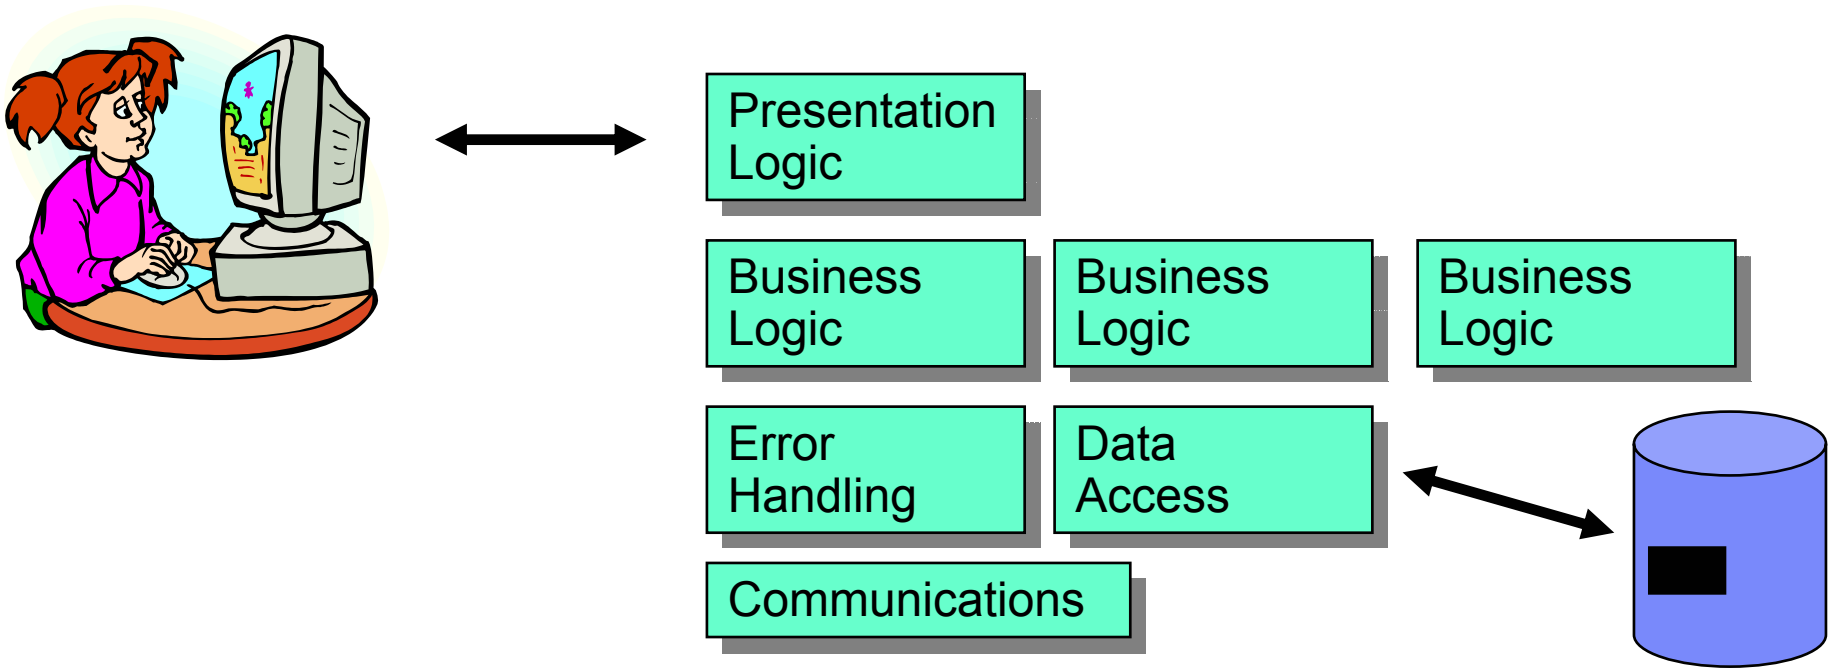 Presentation
Logic
Business
Logic
Business
Logic
Business
Logic
Error
Handling
Data
Access
Communications